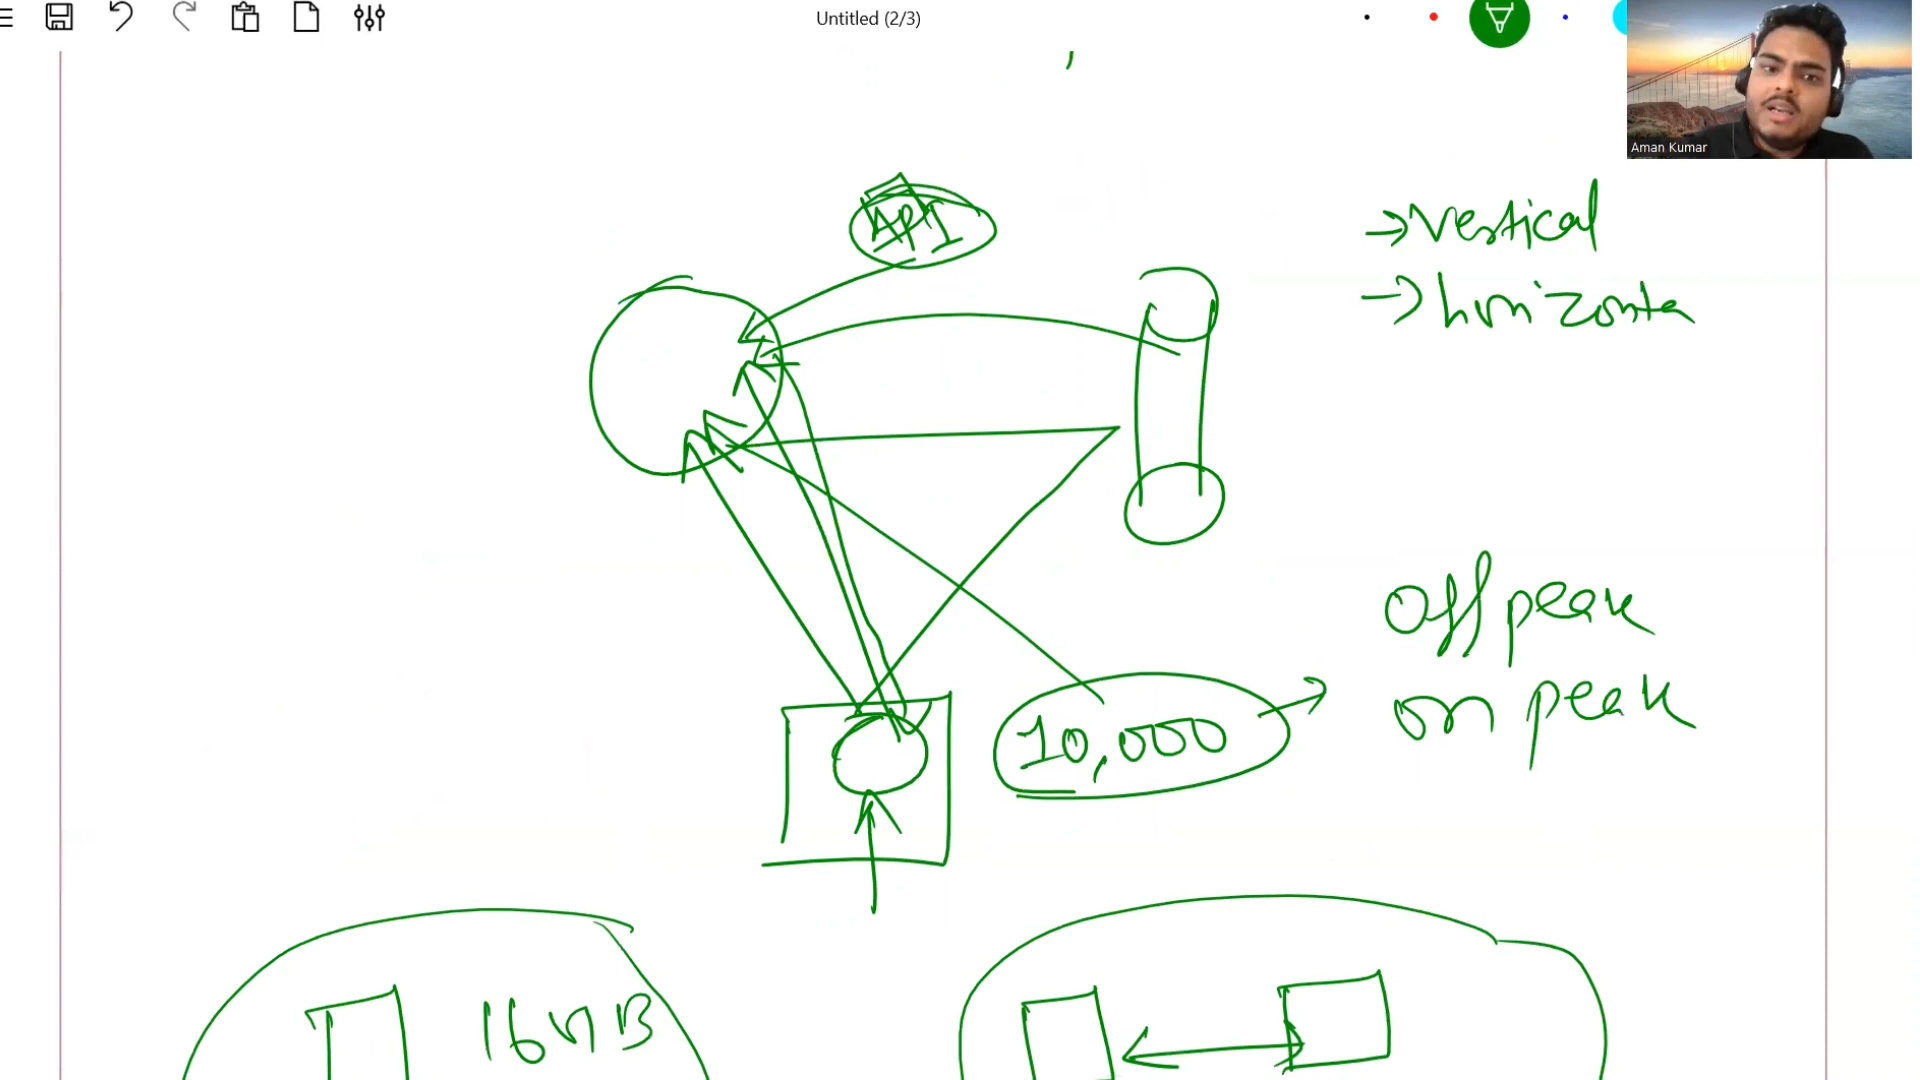 Untitled (2/3)
Aman Kumar
API
→ vertical
→ horizonta
off peak
on peak
10,000 →
16 GB